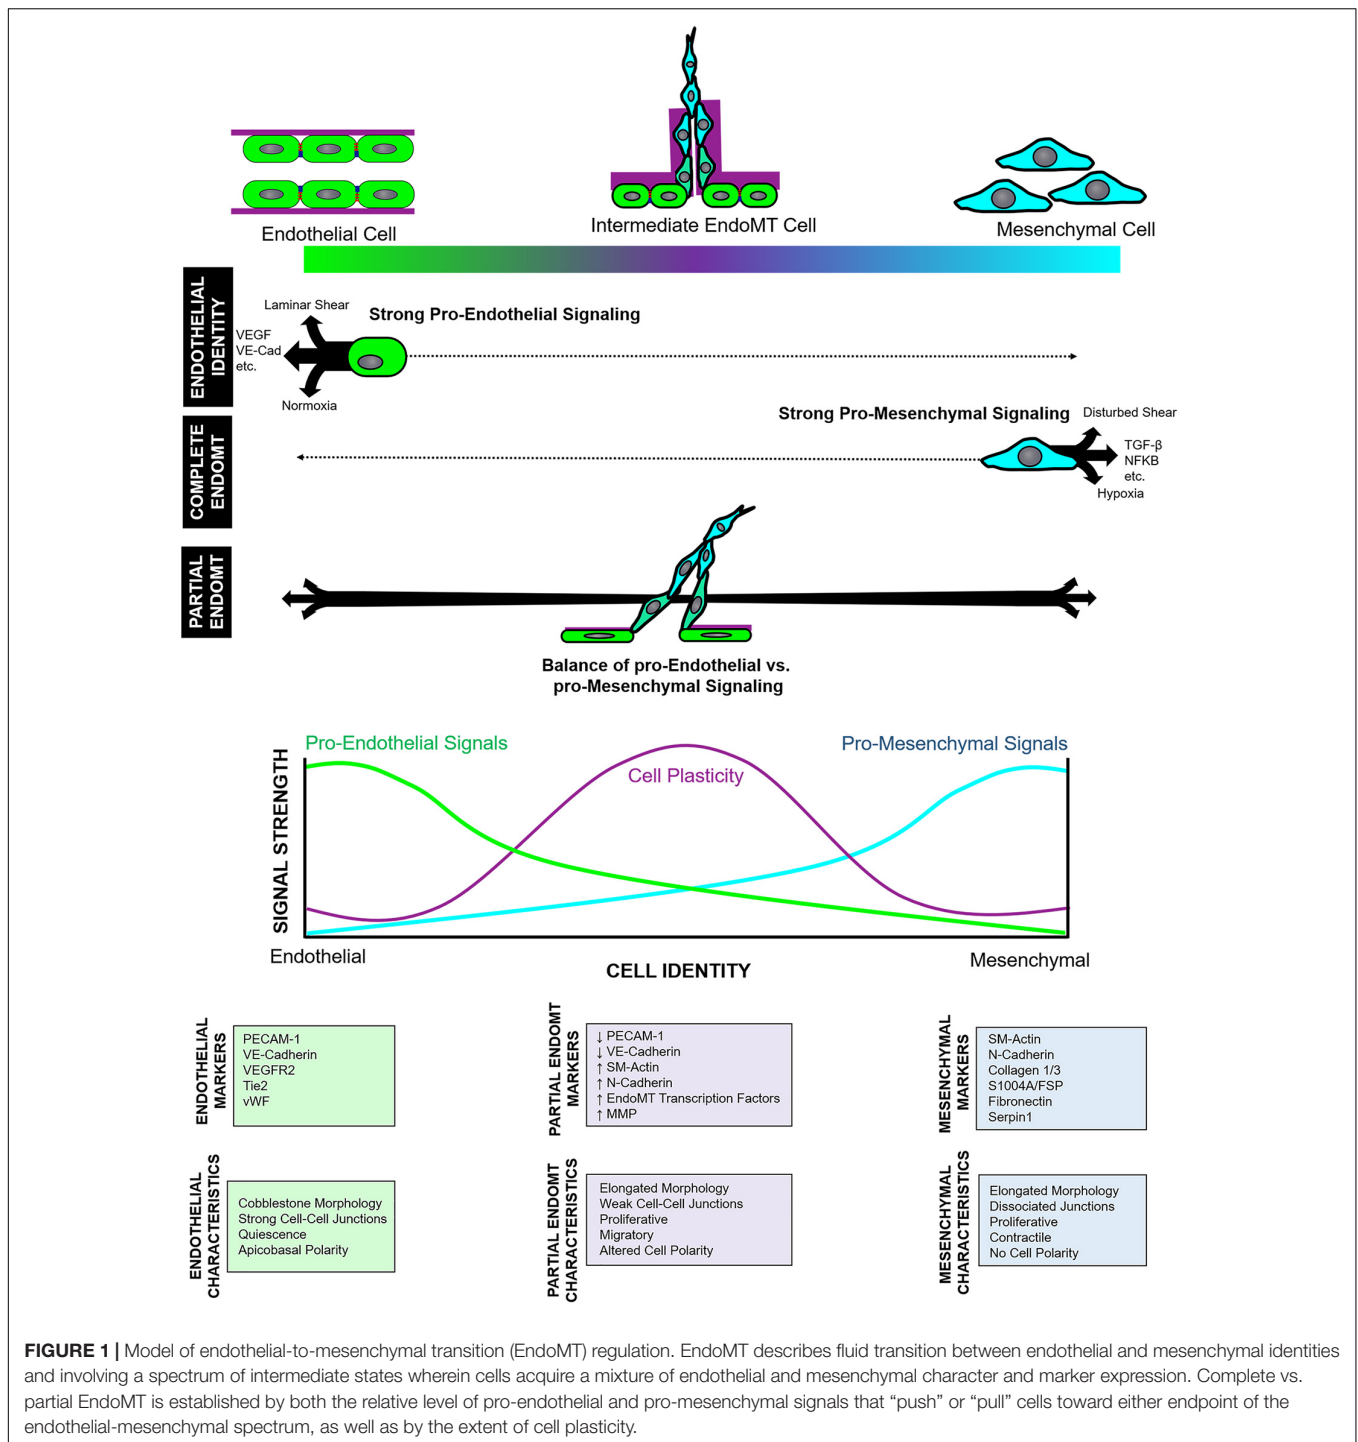 Endothelial Cell
Intermediate EndoMT Cell
Mesenchymal Cell
ENDOTHELIAL
IDENTITY
Laminar Shear
VEGF
VE-Cad
etc.
Normoxia
Strong Pro-Endothelial Signaling
COMPLETE
ENDOMT
Strong Pro-Mesenchymal Signaling
Disturbed Shear
TGF-β
NFKB
etc.
Hypoxia
PARTIAL
ENDOMT
Balance of pro-Endothelial vs.
pro-Mesenchymal Signaling
Pro-Endothelial Signals
Cell Plasticity
Pro-Mesenchymal Signals
SIGNAL STRENGTH
Endothelial
CELL IDENTITY
Mesenchymal
ENDOTHELIAL
MARKERS
PECAM-1
VE-Cadherin
VEGFR2
Tie2
vWF
PARTIAL ENDOMT
MARKERS
↓ PECAM-1
↓ VE-Cadherin
↑ SM-Actin
↑ N-Cadherin
↑ EndoMT Transcription Factors
↑ MMP
MESENCHYMAL
MARKERS
SM-Actin
N-Cadherin
Collagen 1/3
S1004A/FSP
Fibronectin
Serpin1
ENDOTHELIAL
CHARACTERISTICS
Cobblestone Morphology
Strong Cell-Cell Junctions
Quiescence
Apicobasal Polarity
PARTIAL ENDOMT
CHARACTERISTICS
Elongated Morphology
Weak Cell-Cell Junctions
Proliferative
Migratory
Altered Cell Polarity
MESENCHYMAL
CHARACTERISTICS
Elongated Morphology
Dissociated Junctions
Proliferative
Contractile
No Cell Polarity
FIGURE 1 | Model of endothelial-to-mesenchymal transition (EndoMT) regulation. EndoMT describes fluid transition between endothelial and mesenchymal identities
and involving a spectrum of intermediate states wherein cells acquire a mixture of endothelial and mesenchymal character and marker expression. Complete vs.
partial EndoMT is established by both the relative level of pro-endothelial and pro-mesenchymal signals that “push” or “pull” cells toward either endpoint of the
endothelial-mesenchymal spectrum, as well as by the extent of cell plasticity.